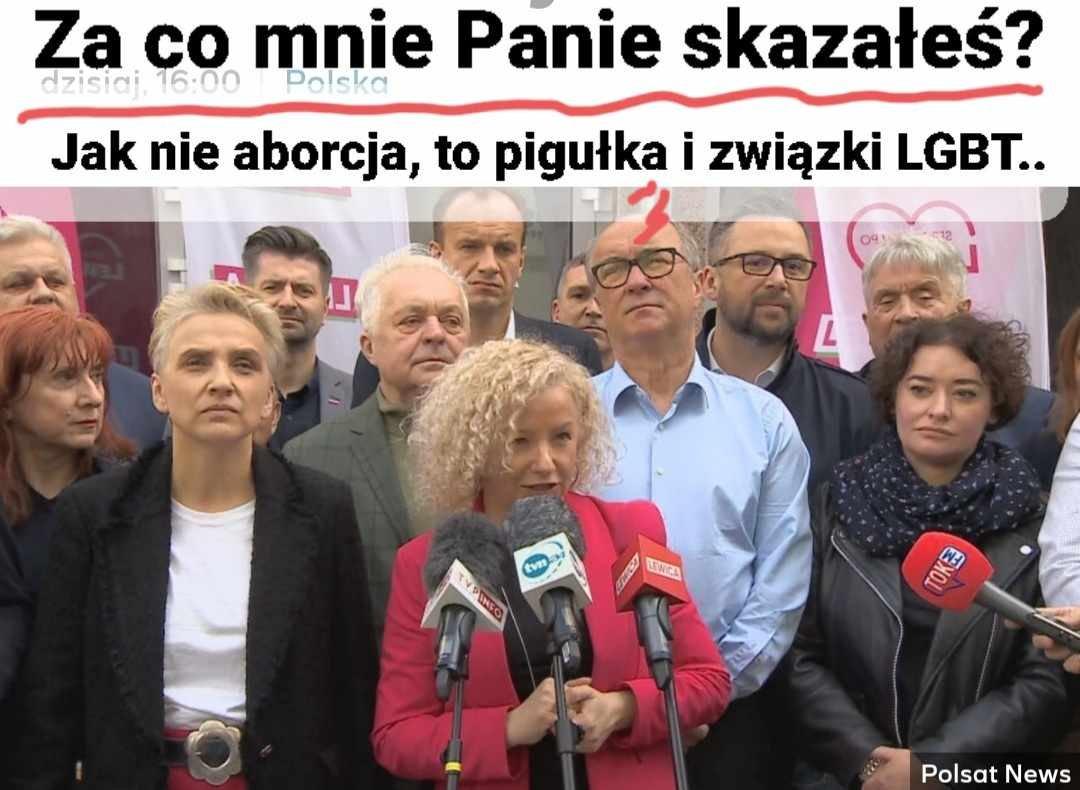 Za co mnie Panie skazałeś?
dzisiaj, 16:00 | Polska
Jak nie aborcja, to pigułka i związki LGBT..
TVP INFO
tvn24
LEWICA
LEWICA
TOK FM
Polsat News